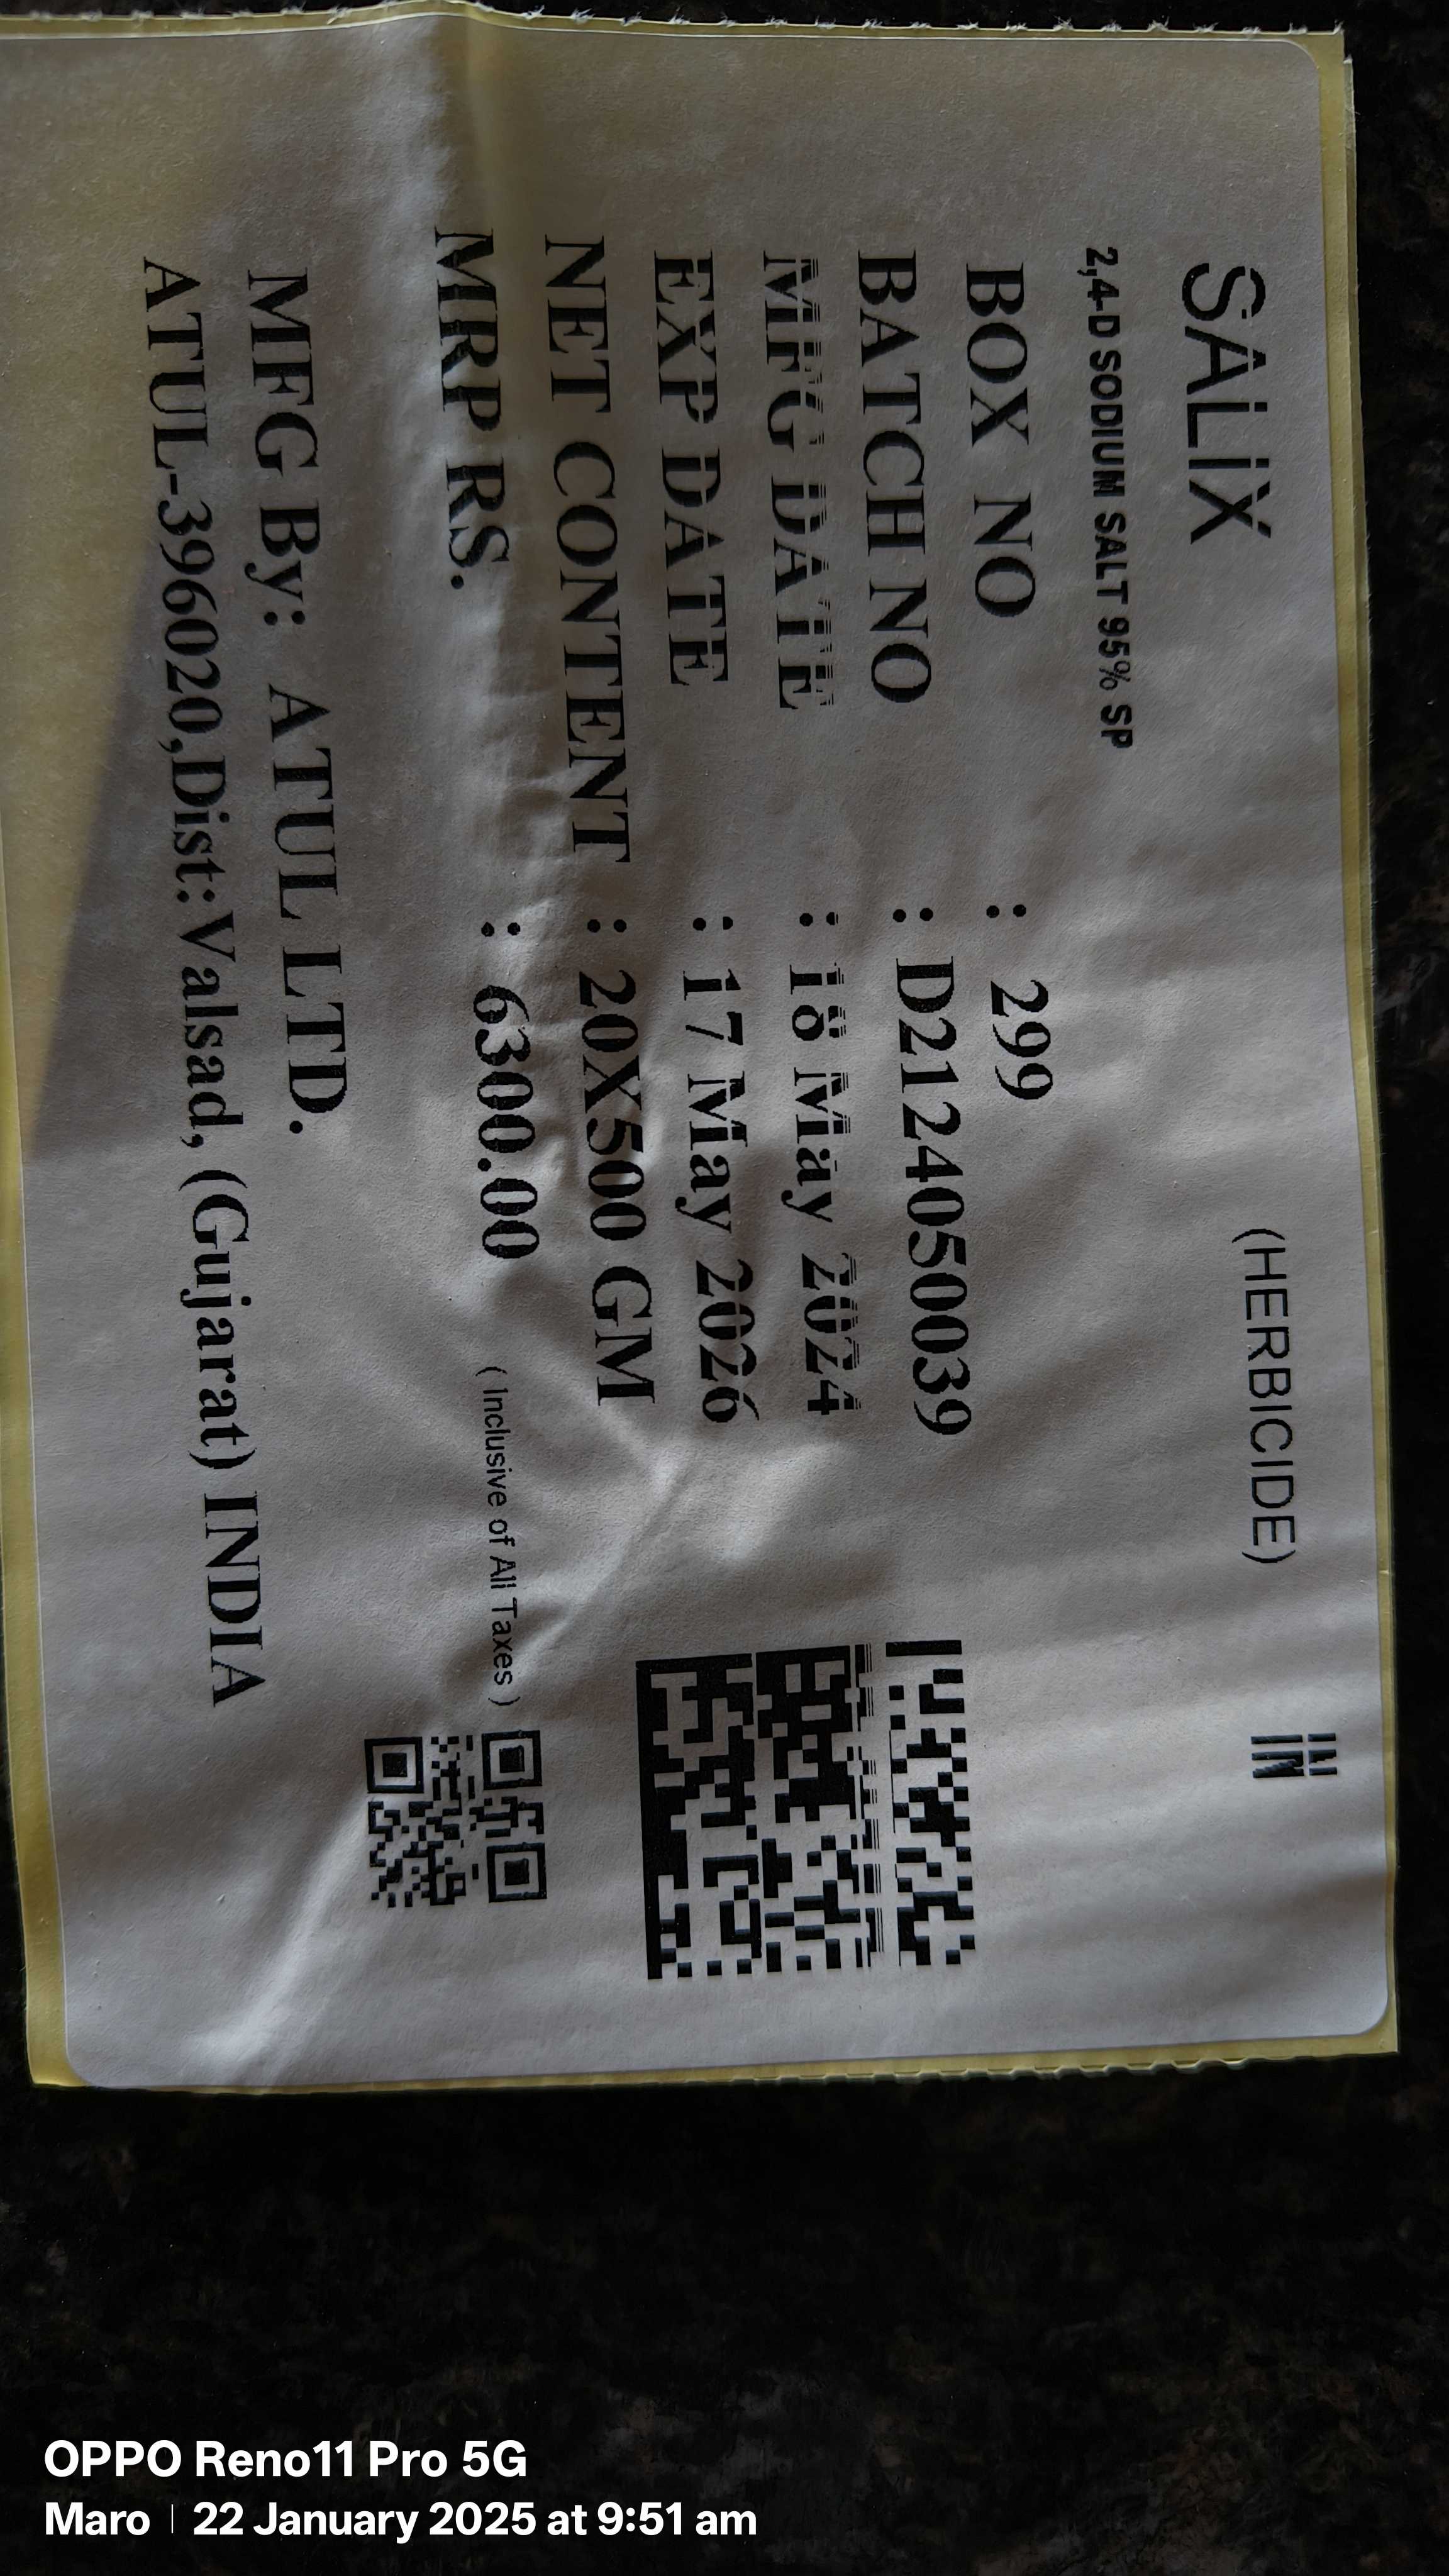 SALIX (HERBICIDE) IN
IN
2,4-D SODIUM SALT 95% SP
BOX NO : 299
BATCH NO : D2124050039
MFG DATE : 18 May 2024
EXP DATE : 17 May 2026
NET CONTENT : 20X500 GM
MRP RS. : 6300.00 ( Inclusive of All Taxes )
MFG By: ATUL LTD.
ATUL-396020,Dist:Valsad, (Gujarat) INDIA
OPPO Reno11 Pro 5G
Maro | 22 January 2025 at 9:51 am